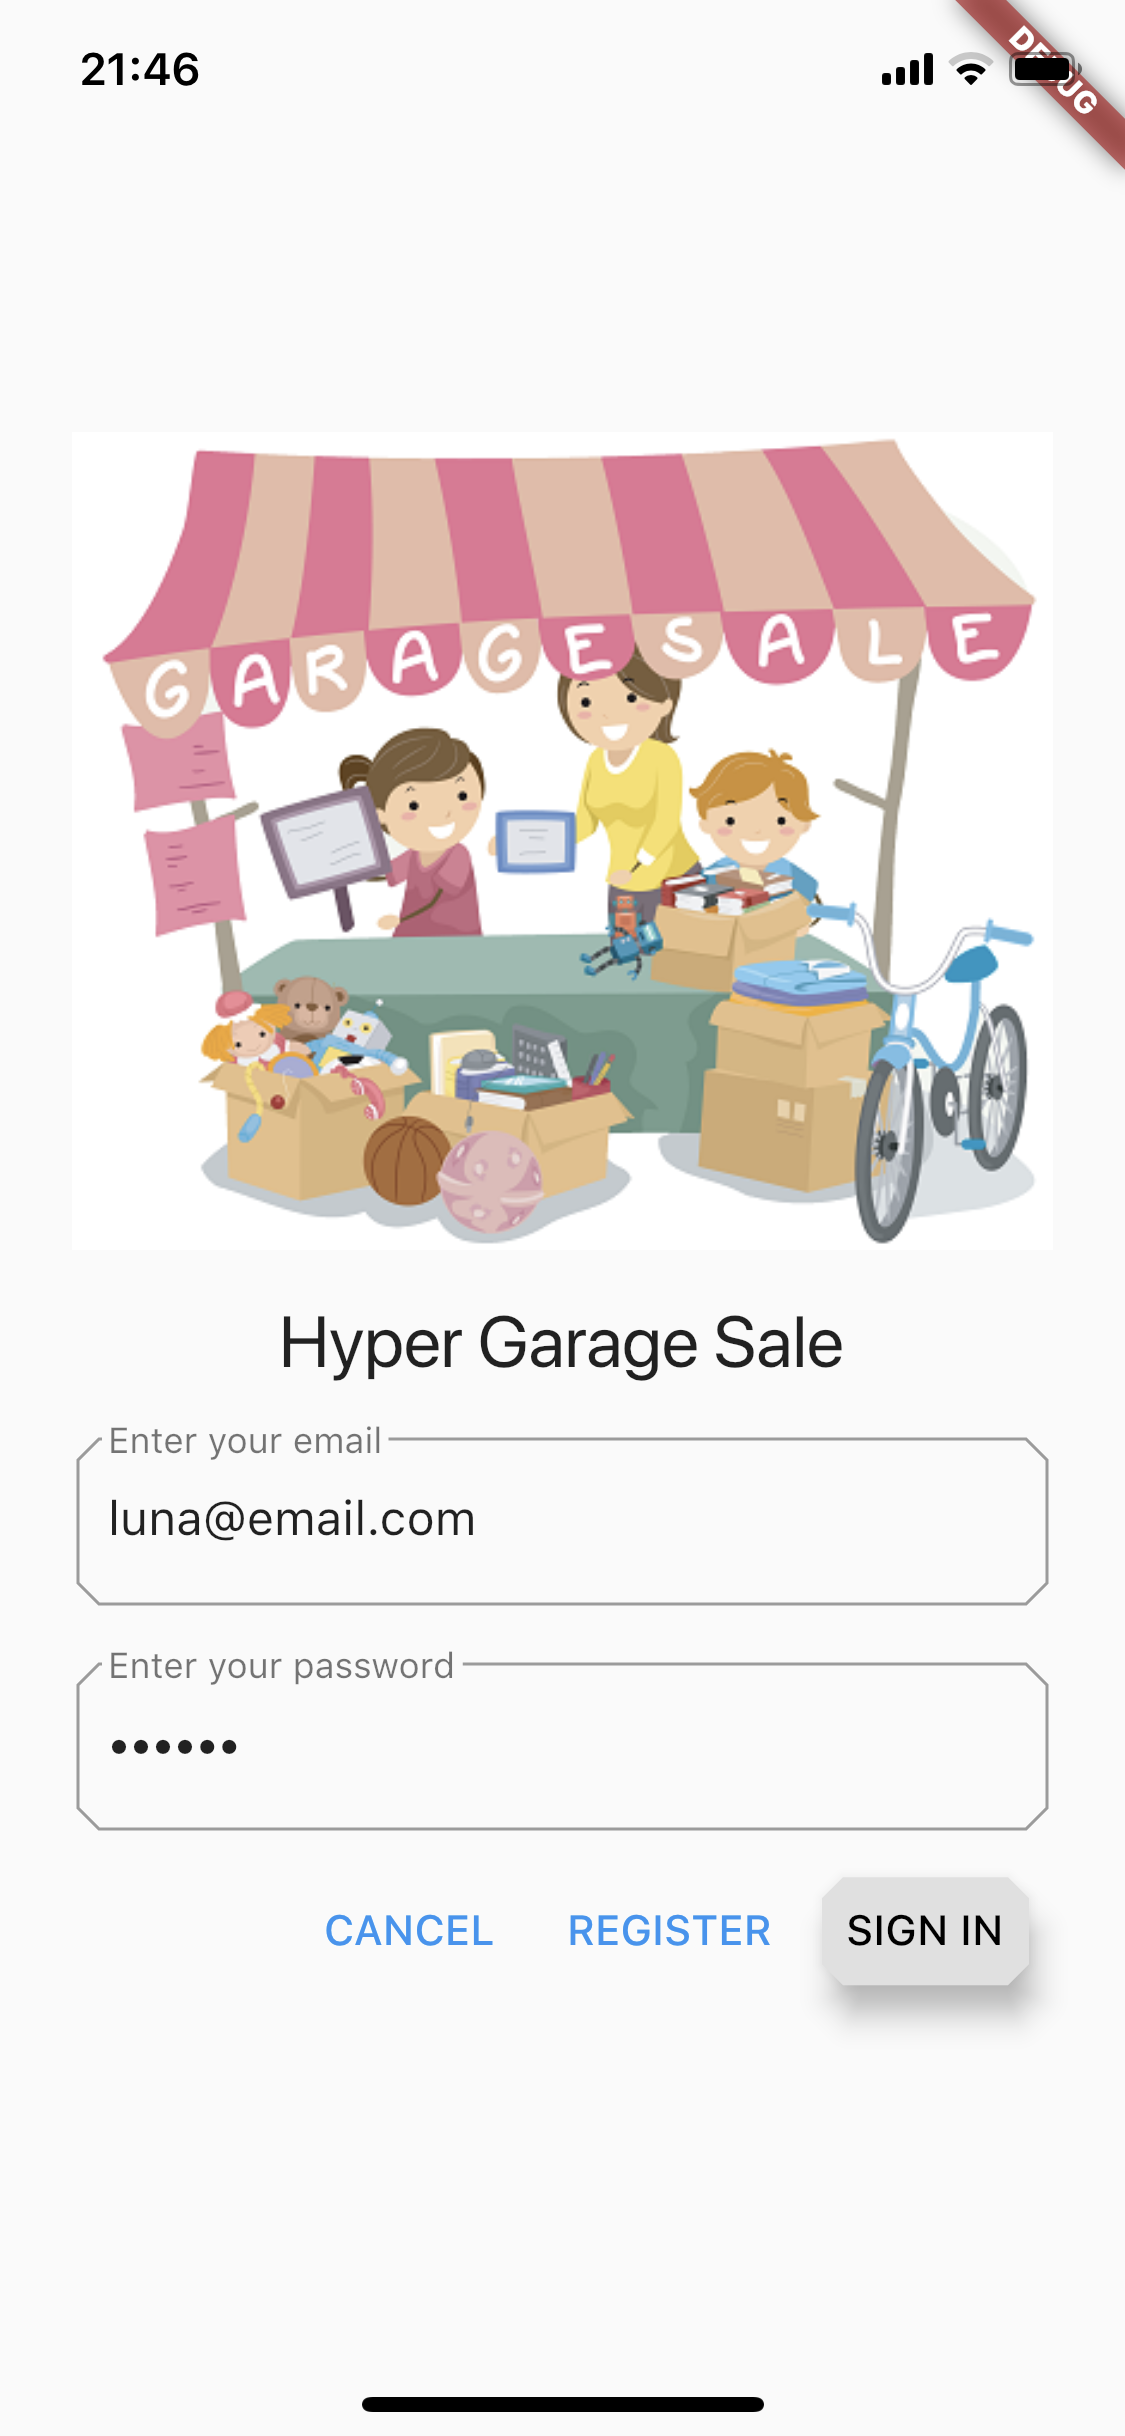 21:46
DEBUG
GARAGE SALE
Hyper Garage Sale
Enter your email
luna@email.com
Enter your password
••••••
CANCEL REGISTER SIGN IN